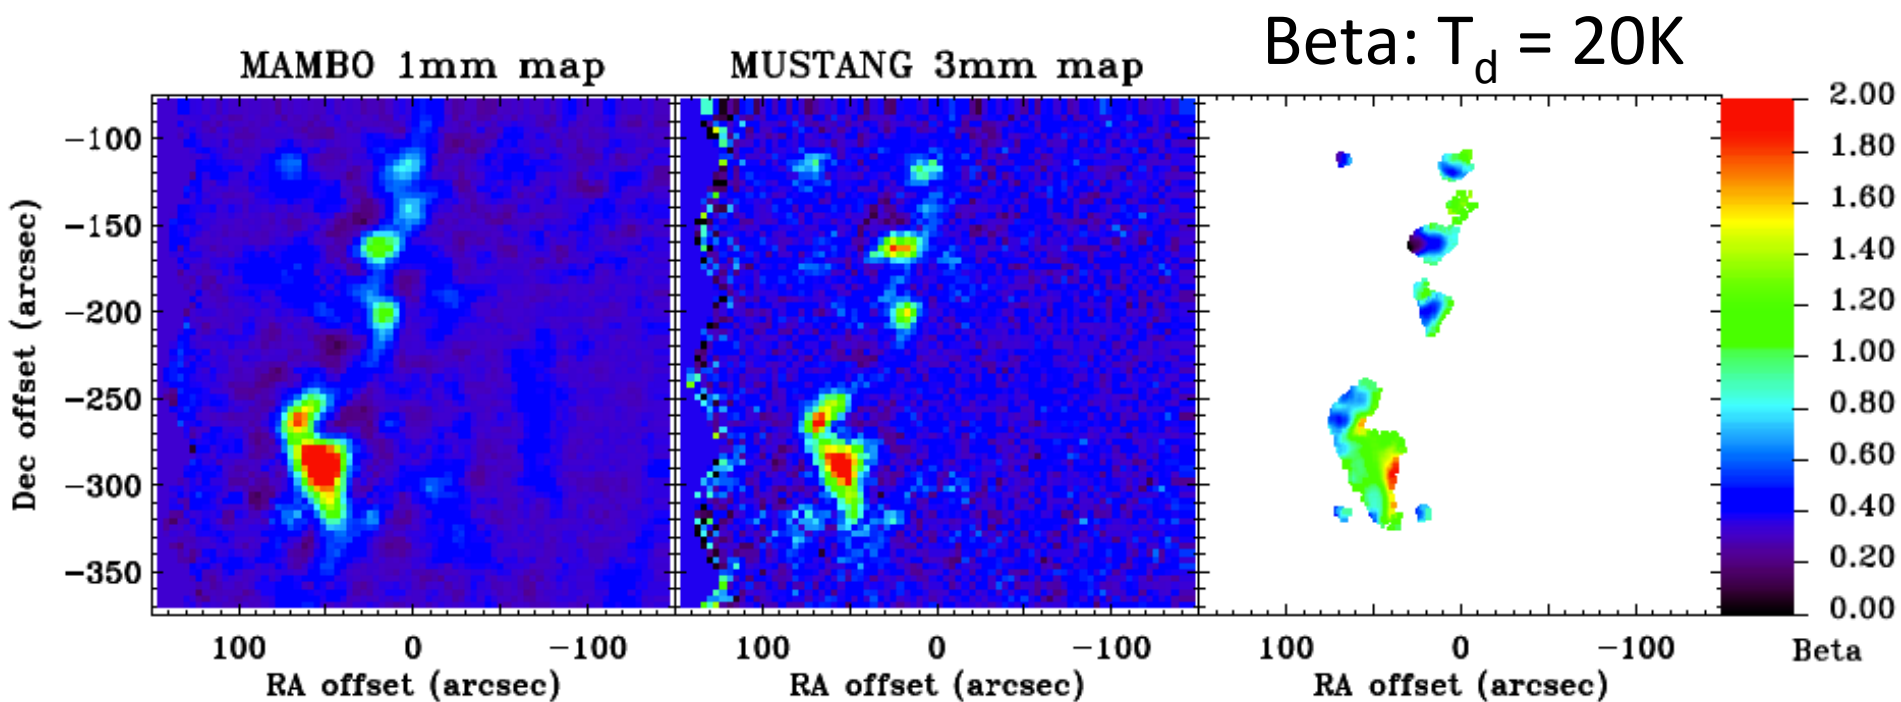 Beta: Td = 20K
MAMBO 1mm map
MUSTANG 3mm map
2.00
1.80
1.60
1.40
1.20
1.00
0.80
0.60
0.40
0.20
0.00
Beta
Dec offset (arcsec)
−100
−150
−200
−250
−300
−350
100 0 −100
RA offset (arcsec)
100 0 −100
RA offset (arcsec)
100 0 −100
RA offset (arcsec)